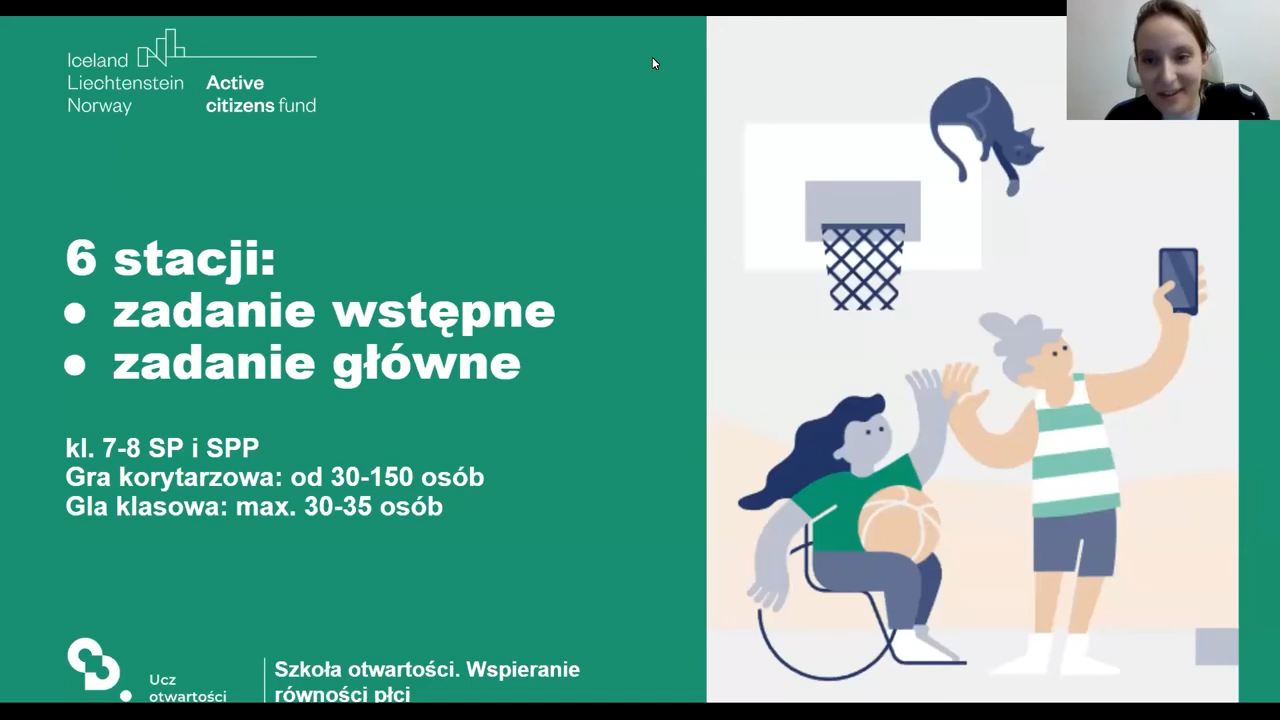 Iceland
Liechtenstein Active
Norway citizens fund
6 stacji:
● zadanie wstępne
● zadanie główne
kl. 7-8 SP i SPP
Gra korytarzowa: od 30-150 osób
Gla klasowa: max. 30-35 osób
Ucz
otwartości
Szkoła otwartości. Wspieranie
równości płci